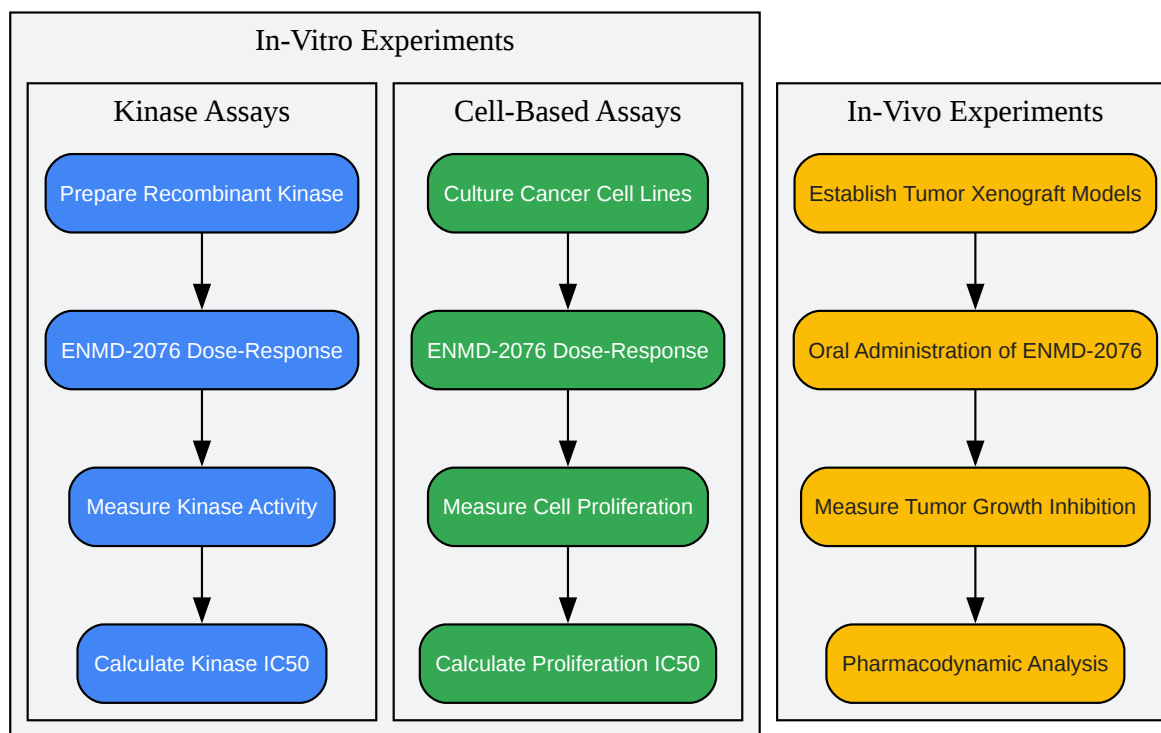 In-Vitro Experiments
Kinase Assays
Prepare Recombinant Kinase
ENMD-2076 Dose-Response
Measure Kinase Activity
Calculate Kinase IC50
Cell-Based Assays
Culture Cancer Cell Lines
ENMD-2076 Dose-Response
Measure Cell Proliferation
Calculate Proliferation IC50
In-Vivo Experiments
Establish Tumor Xenograft Models
Oral Administration of ENMD-2076
Measure Tumor Growth Inhibition
Pharmacodynamic Analysis